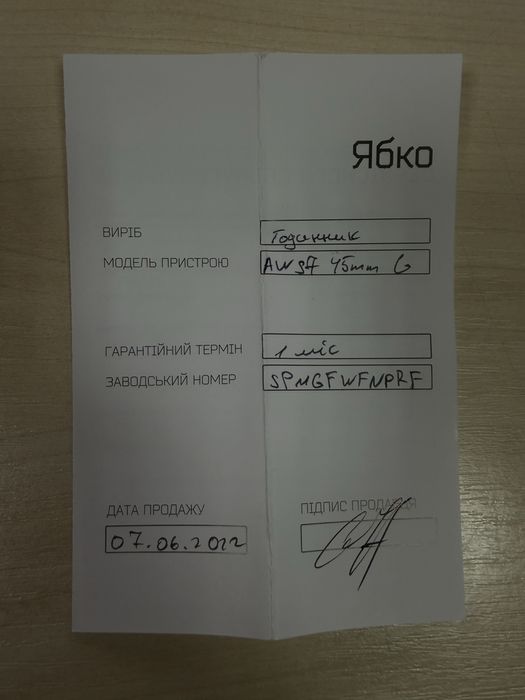 Ябко
ВИРІБ Годинник
МОДЕЛЬ ПРИСТРОЮ AW S7 45mm G
ГАРАНТІЙНИЙ ТЕРМІН 1 міс
ЗАВОДСЬКИЙ НОМЕР SPMGFWFNPRF
ДАТА ПРОДАЖУ ПІДПИС ПРОДАВЦЯ
07.06.2022